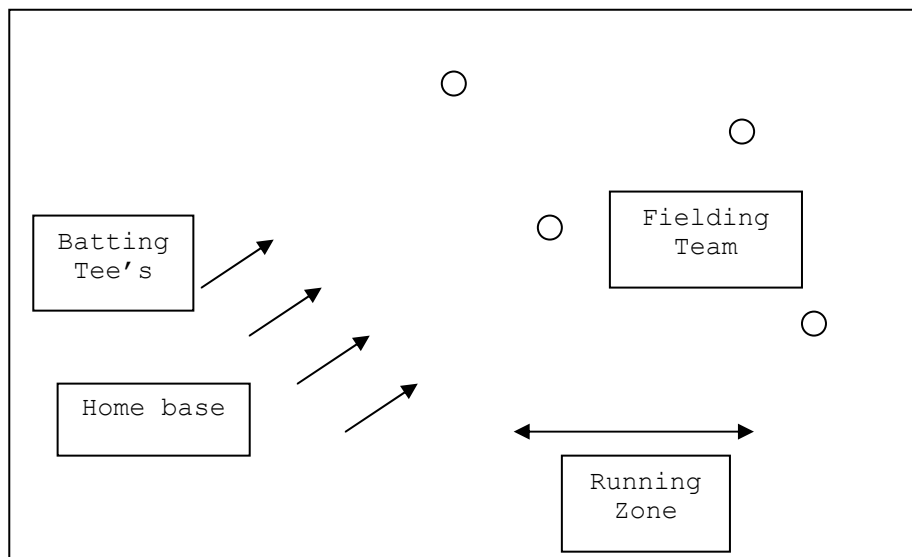 Batting
Tee’s
Home base
Fielding
Team
Running
Zone